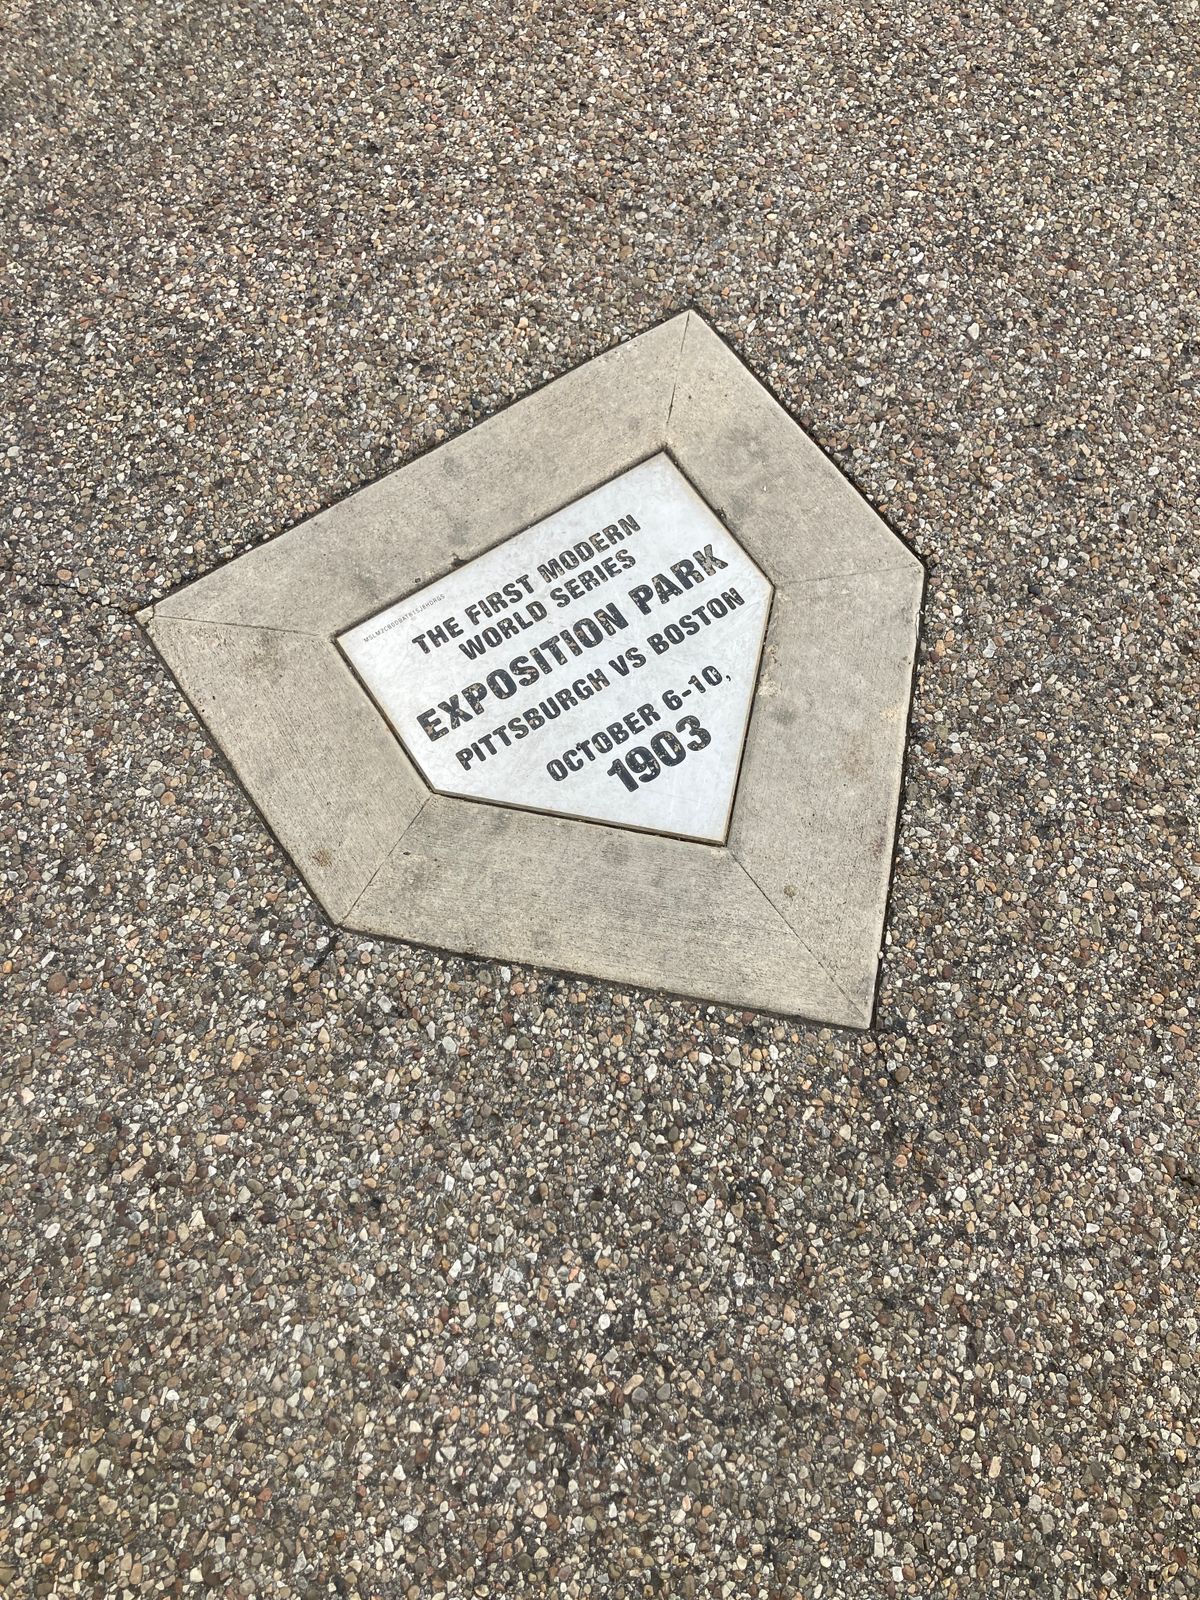 THE FIRST MODERN
WORLD SERIES
EXPOSITION PARK
PITTSBURGH VS BOSTON
OCTOBER 6-10,
1903